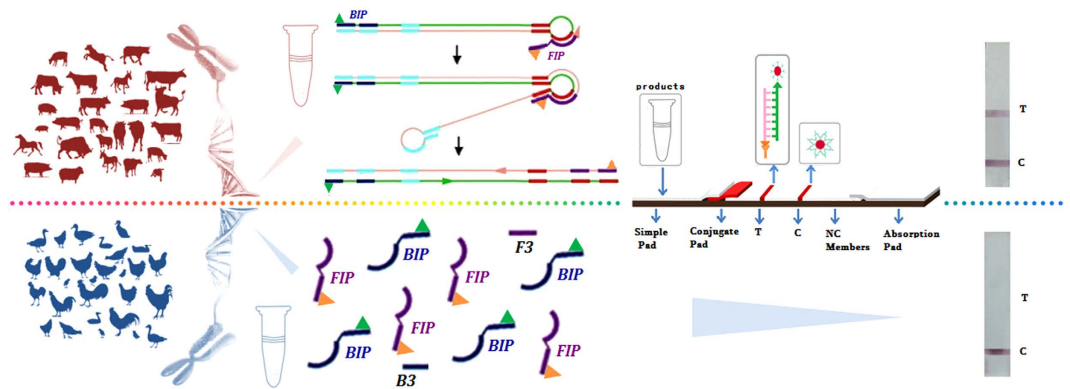 BIP
FIP
products
T
C
Simple
Pad
Conjugate
Pad
T
C
NC
Members
Absorption
Pad
F3
BIP
FIP
FIP
BIP
FIP
BIP
BIP
FIP
B3
T
C